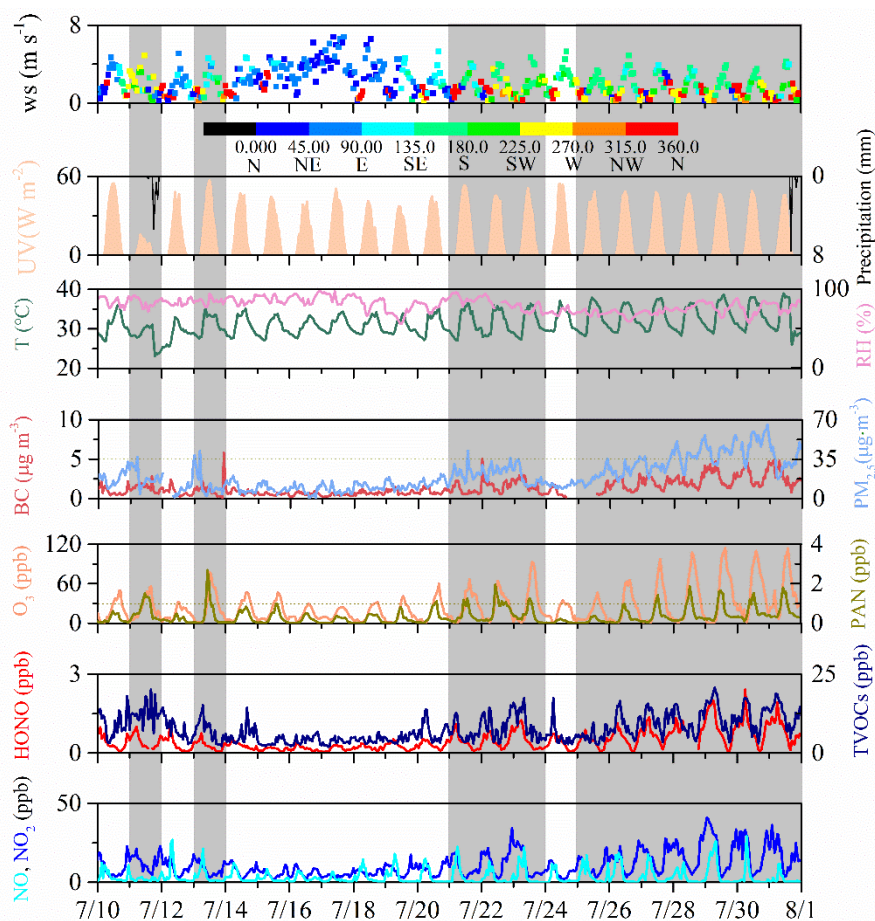 8
ws (m s⁻¹)
0
0.000 45.00 90.00 135.0 180.0 225.0 270.0 315.0 360.0
N NE E SE S SW W NW N
60 0
UV(W m⁻²) Precipitation (mm)
0 8
40 100
T (°C) RH (%)
30
20 0
10 70
BC (μg m⁻³) PM₂.₅(μg·m⁻³)
5 35
0 0
120 4
O₃ (ppb) PAN (ppb)
60 2
0 0
3 25
HONO (ppb) TVOCs (ppb)
0 0
50
NO, NO₂ (ppb)
0
7/10 7/12 7/14 7/16 7/18 7/20 7/22 7/24 7/26 7/28 7/30 8/1